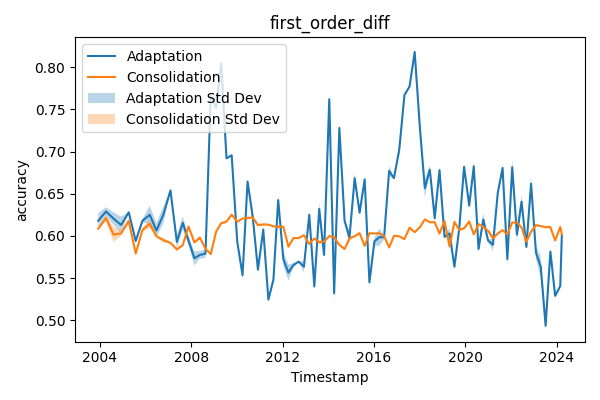 first_order_diff
Adaptation
Consolidation
Adaptation Std Dev
Consolidation Std Dev
accuracy
0.80
0.75
0.70
0.65
0.60
0.55
0.50
2004 2008 2012 2016 2020 2024
Timestamp